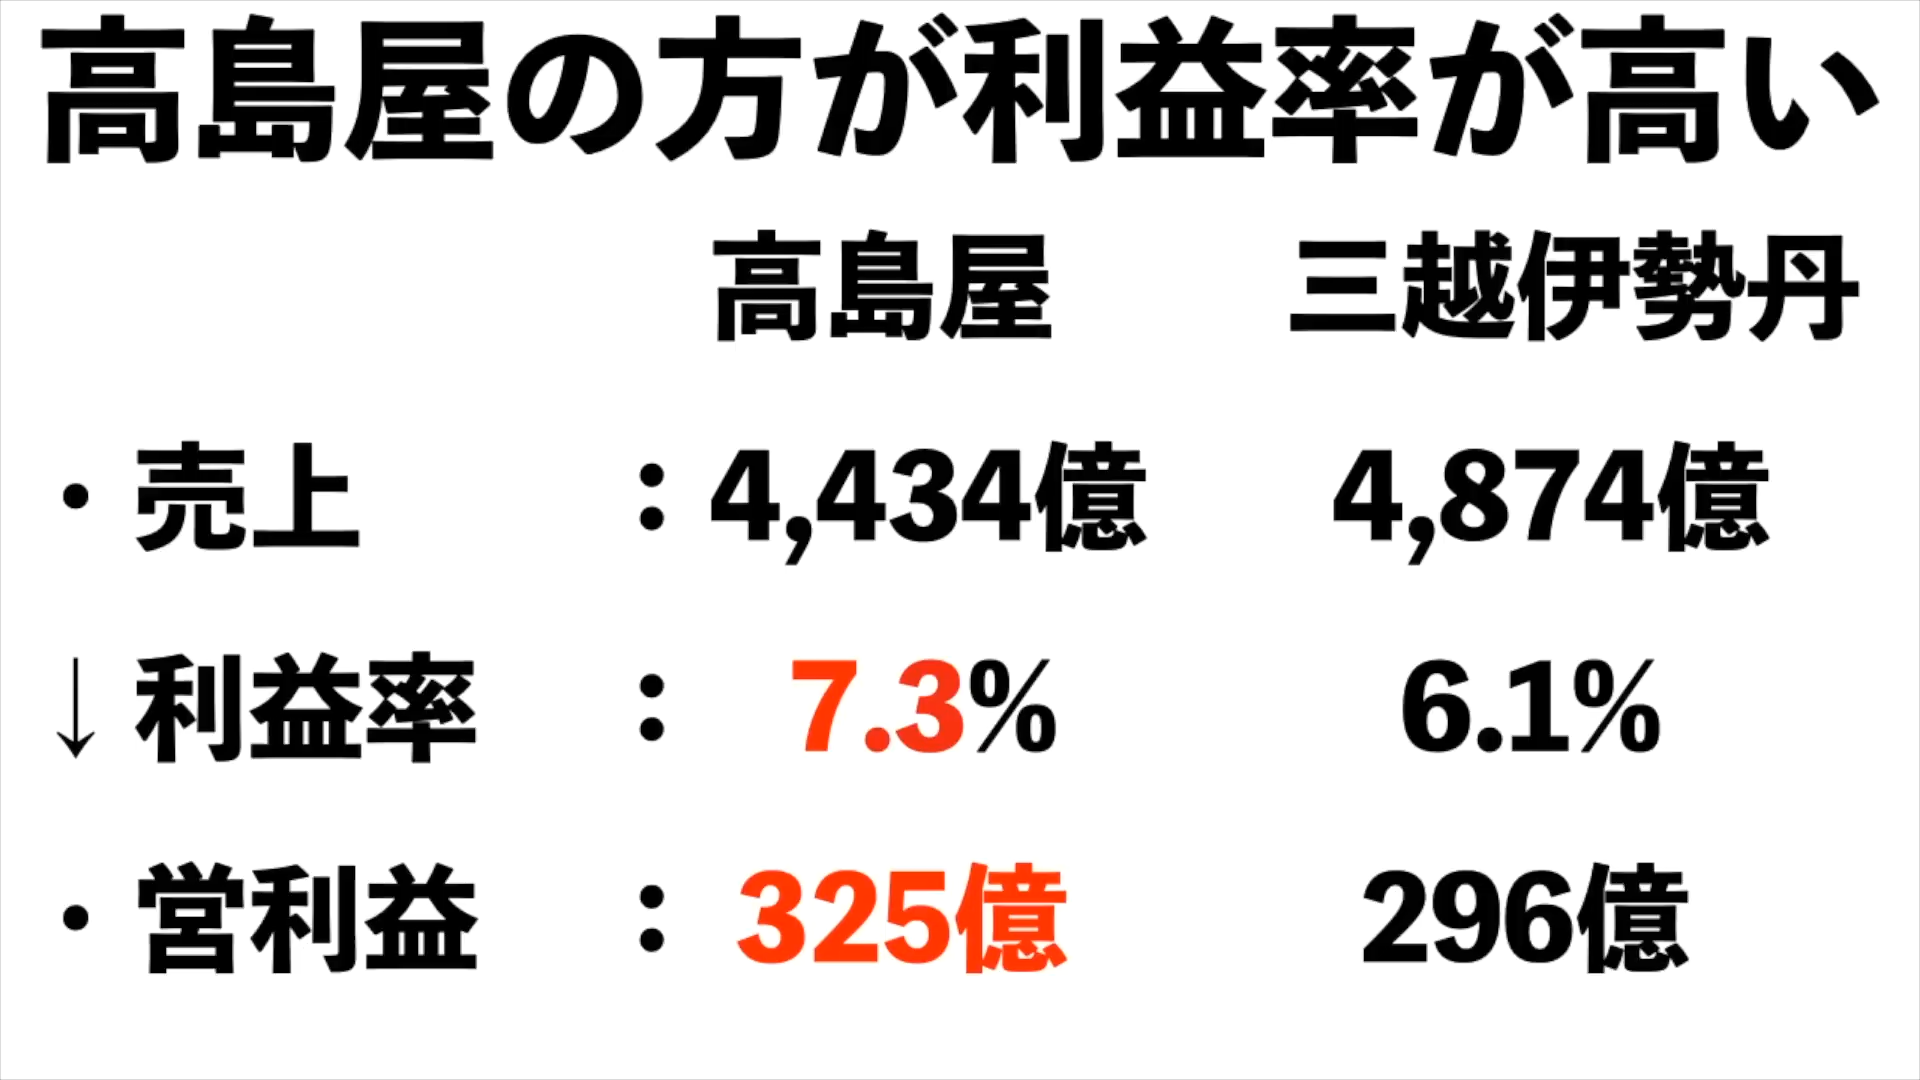 高島屋の方が利益率が高い
高島屋 三越伊勢丹
・売上 ：4,434億 4,874億
↓利益率 ： 7.3% 6.1%
・営利益 ： 325億 296億